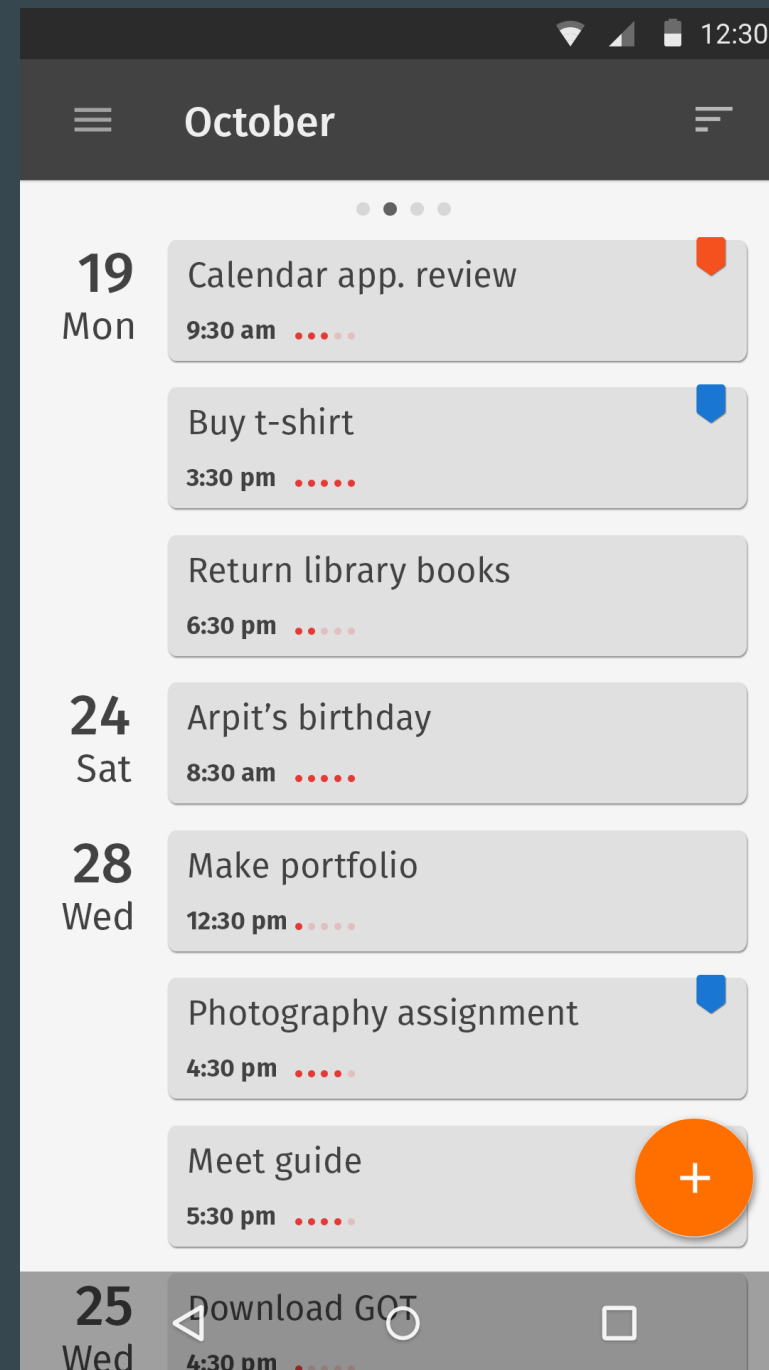 12:30
October
19
Mon
Calendar app. review
9:30 am
Buy t-shirt
3:30 pm
Return library books
6:30 pm
24
Sat
Arpit’s birthday
8:30 am
28
Wed
Make portfolio
12:30 pm
Photography assignment
4:30 pm
Meet guide
5:30 pm
25
Wed
Download GOT
4:30 pm